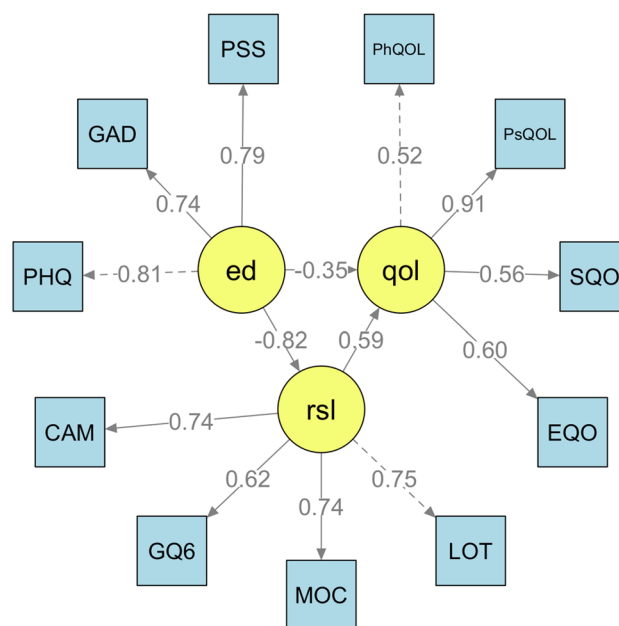 PSS
PhQOL
GAD
PsQOL
0.79
0.52
0.74
0.91
PHQ
0.81
ed
-0.35
qol
0.56
SQO
-0.82
0.59
0.60
rsl
CAM
0.74
EQO
0.62
0.74
0.75
GQ6
LOT
MOC